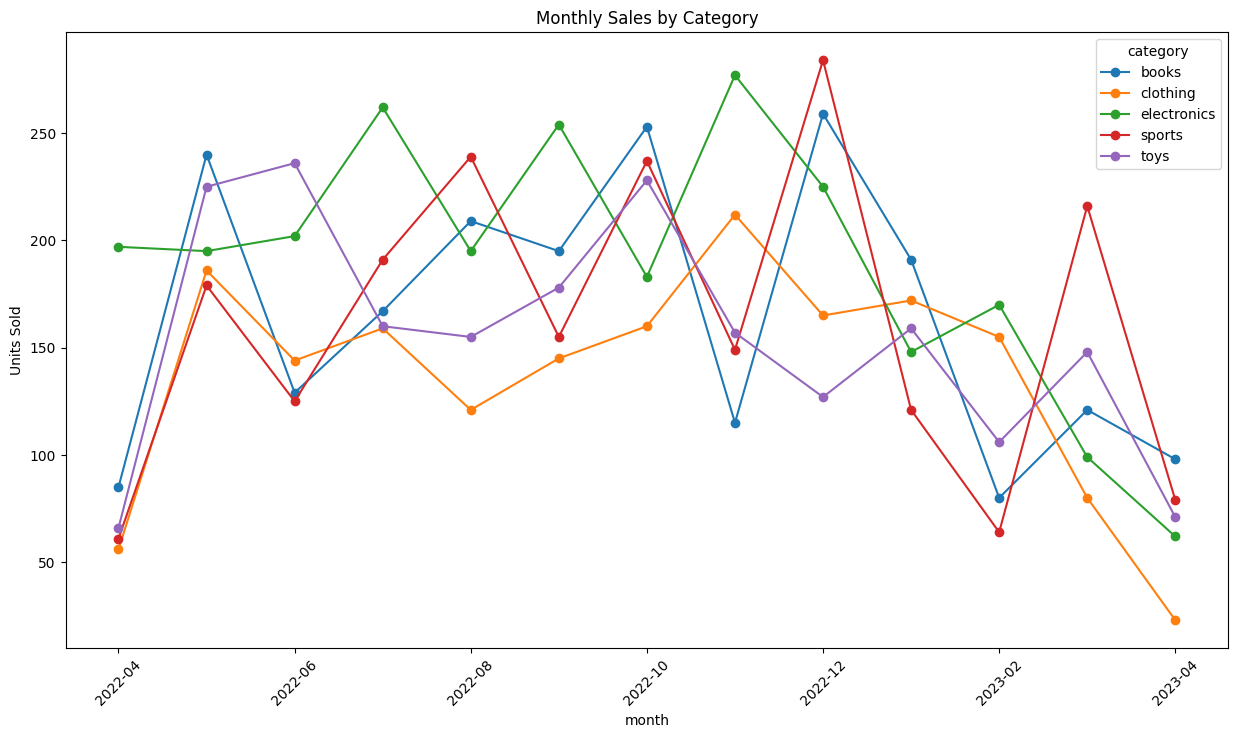 Monthly Sales by Category
category
books
clothing
electronics
sports
toys
Units Sold
250
200
150
100
50
2022-04
2022-06
2022-08
2022-10
2022-12
2023-02
2023-04
month